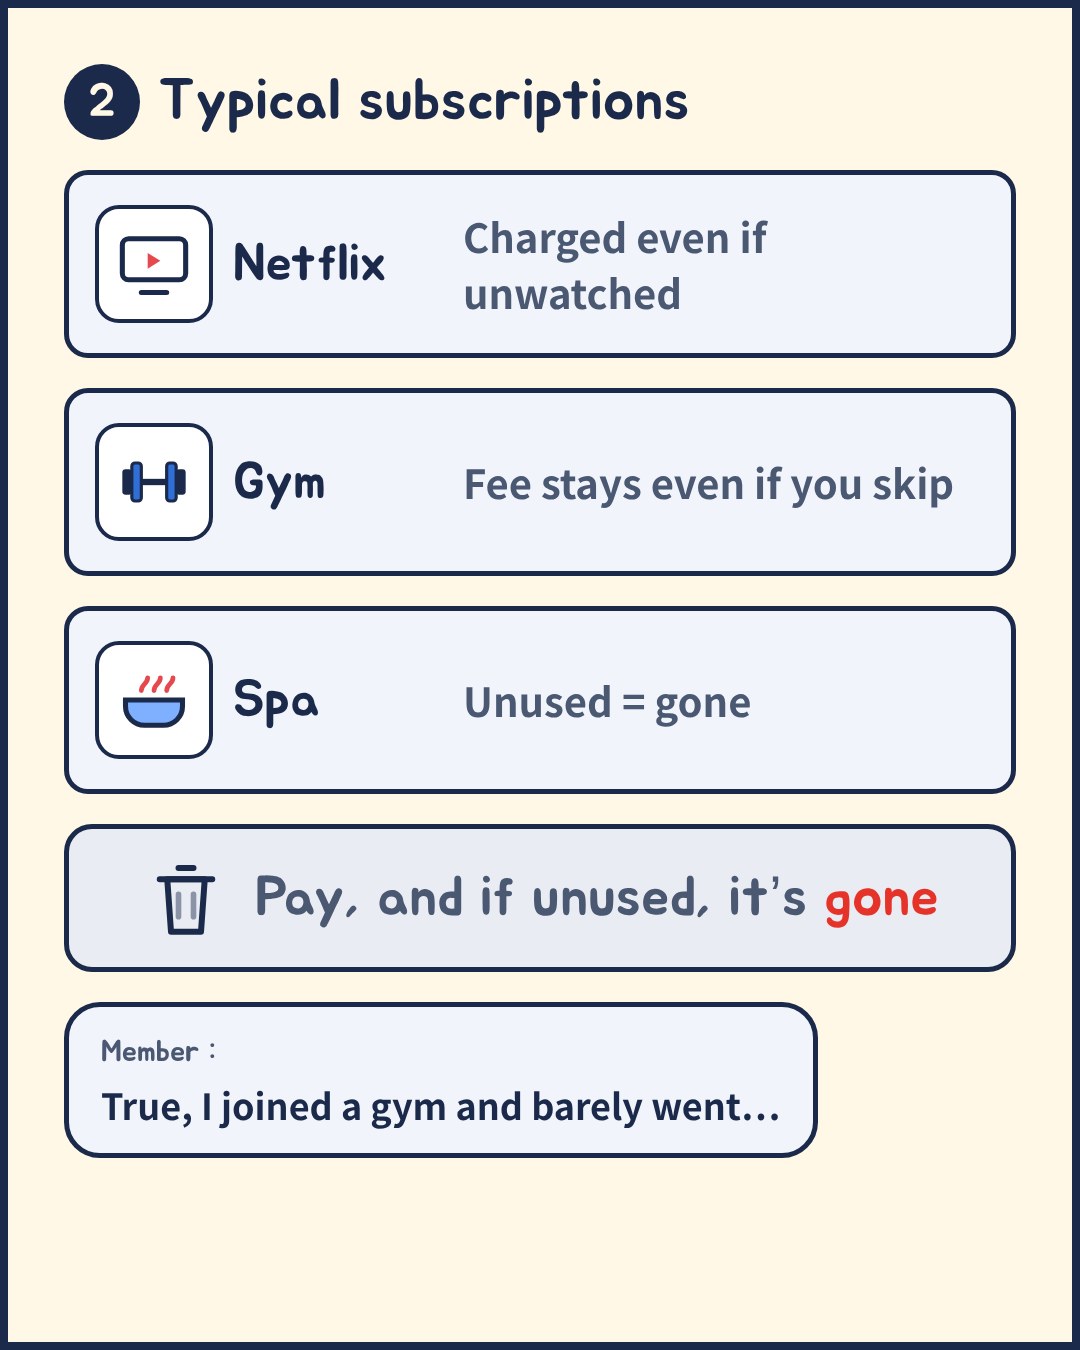 2 Typical subscriptions
Netflix
Charged even if
unwatched
Gym
Fee stays even if you skip
Spa
Unused = gone
Pay, and if unused, it’s gone
Member：
True, I joined a gym and barely went…